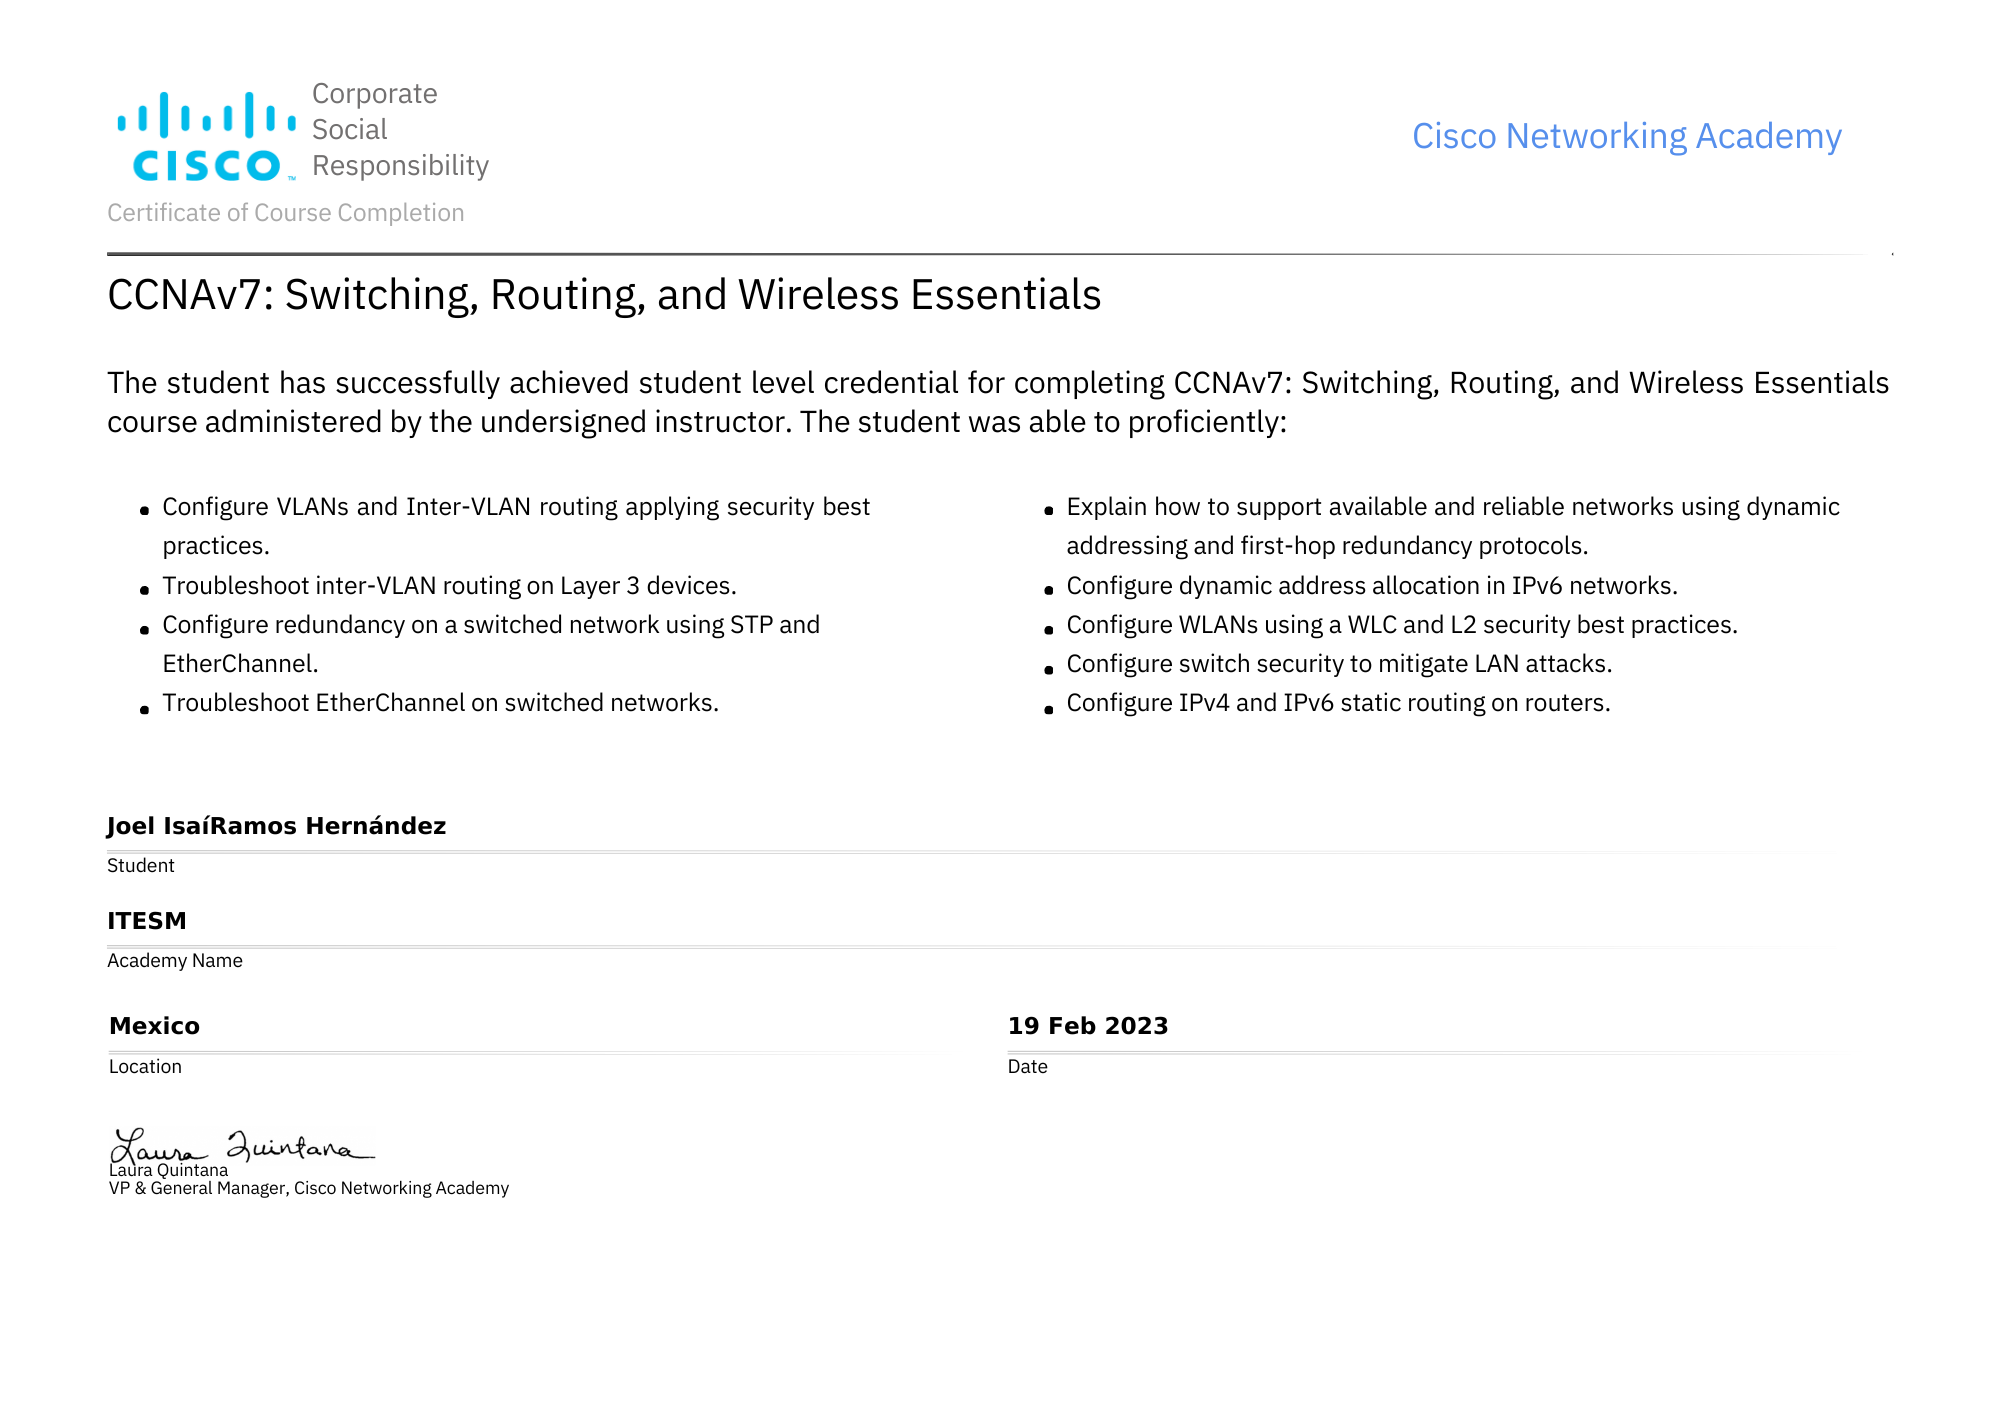 Corporate
Social
Responsibility
CISCO™
Cisco Networking Academy
Certificate of Course Completion
CCNAv7: Switching, Routing, and Wireless Essentials
The student has successfully achieved student level credential for completing CCNAv7: Switching, Routing, and Wireless Essentials
course administered by the undersigned instructor. The student was able to proficiently:
• Configure VLANs and Inter-VLAN routing applying security best
practices.
• Troubleshoot inter-VLAN routing on Layer 3 devices.
• Configure redundancy on a switched network using STP and
EtherChannel.
• Troubleshoot EtherChannel on switched networks.
• Explain how to support available and reliable networks using dynamic
addressing and first-hop redundancy protocols.
• Configure dynamic address allocation in IPv6 networks.
• Configure WLANs using a WLC and L2 security best practices.
• Configure switch security to mitigate LAN attacks.
• Configure IPv4 and IPv6 static routing on routers.
Joel IsaíRamos Hernández
Student
ITESM
Academy Name
Mexico
Location
19 Feb 2023
Date
Laura Quintana
Laura Quintana
VP & General Manager, Cisco Networking Academy